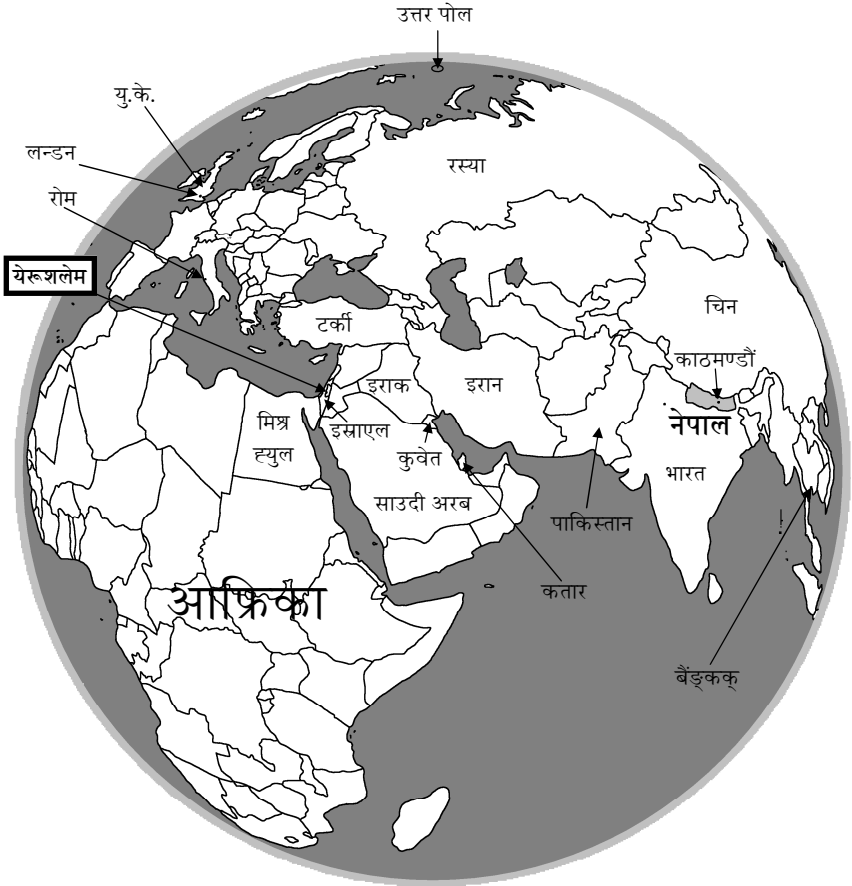 उत्तर पोल
यु.के.
लन्डन
रस्या
रोम
येरूशलेम
चिन
टर्की
काठमण्डौं
इराक
इरान
मिश्र
ह्युल
इस्राएल
नेपाल
कुवेत
भारत
साउदी अरब
पाकिस्तान
कतार
आफ्रिका
बैंङ्कक्